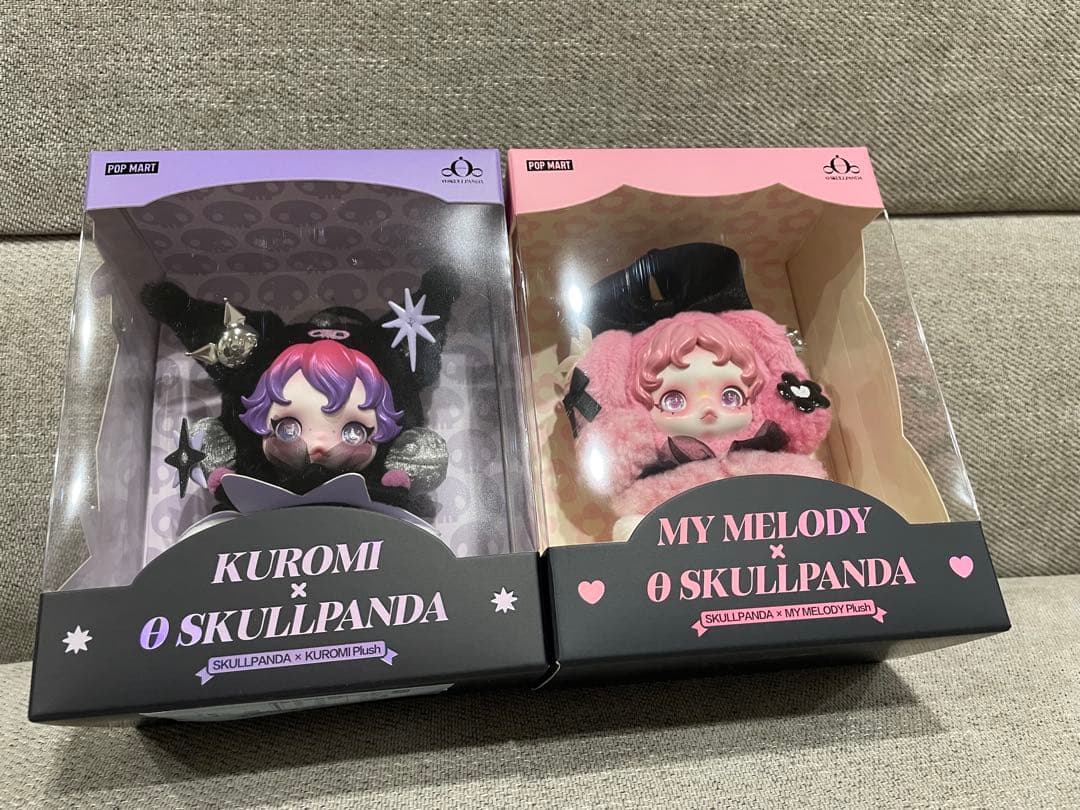 POP MART
SKULLPANDA
KUROMI
×
θ SKULLPANDA
SKULLPANDA × KUROMI Plush
POP MART
SKULLPANDA
MY MELODY
×
θ SKULLPANDA
SKULLPANDA × MY MELODY Plush